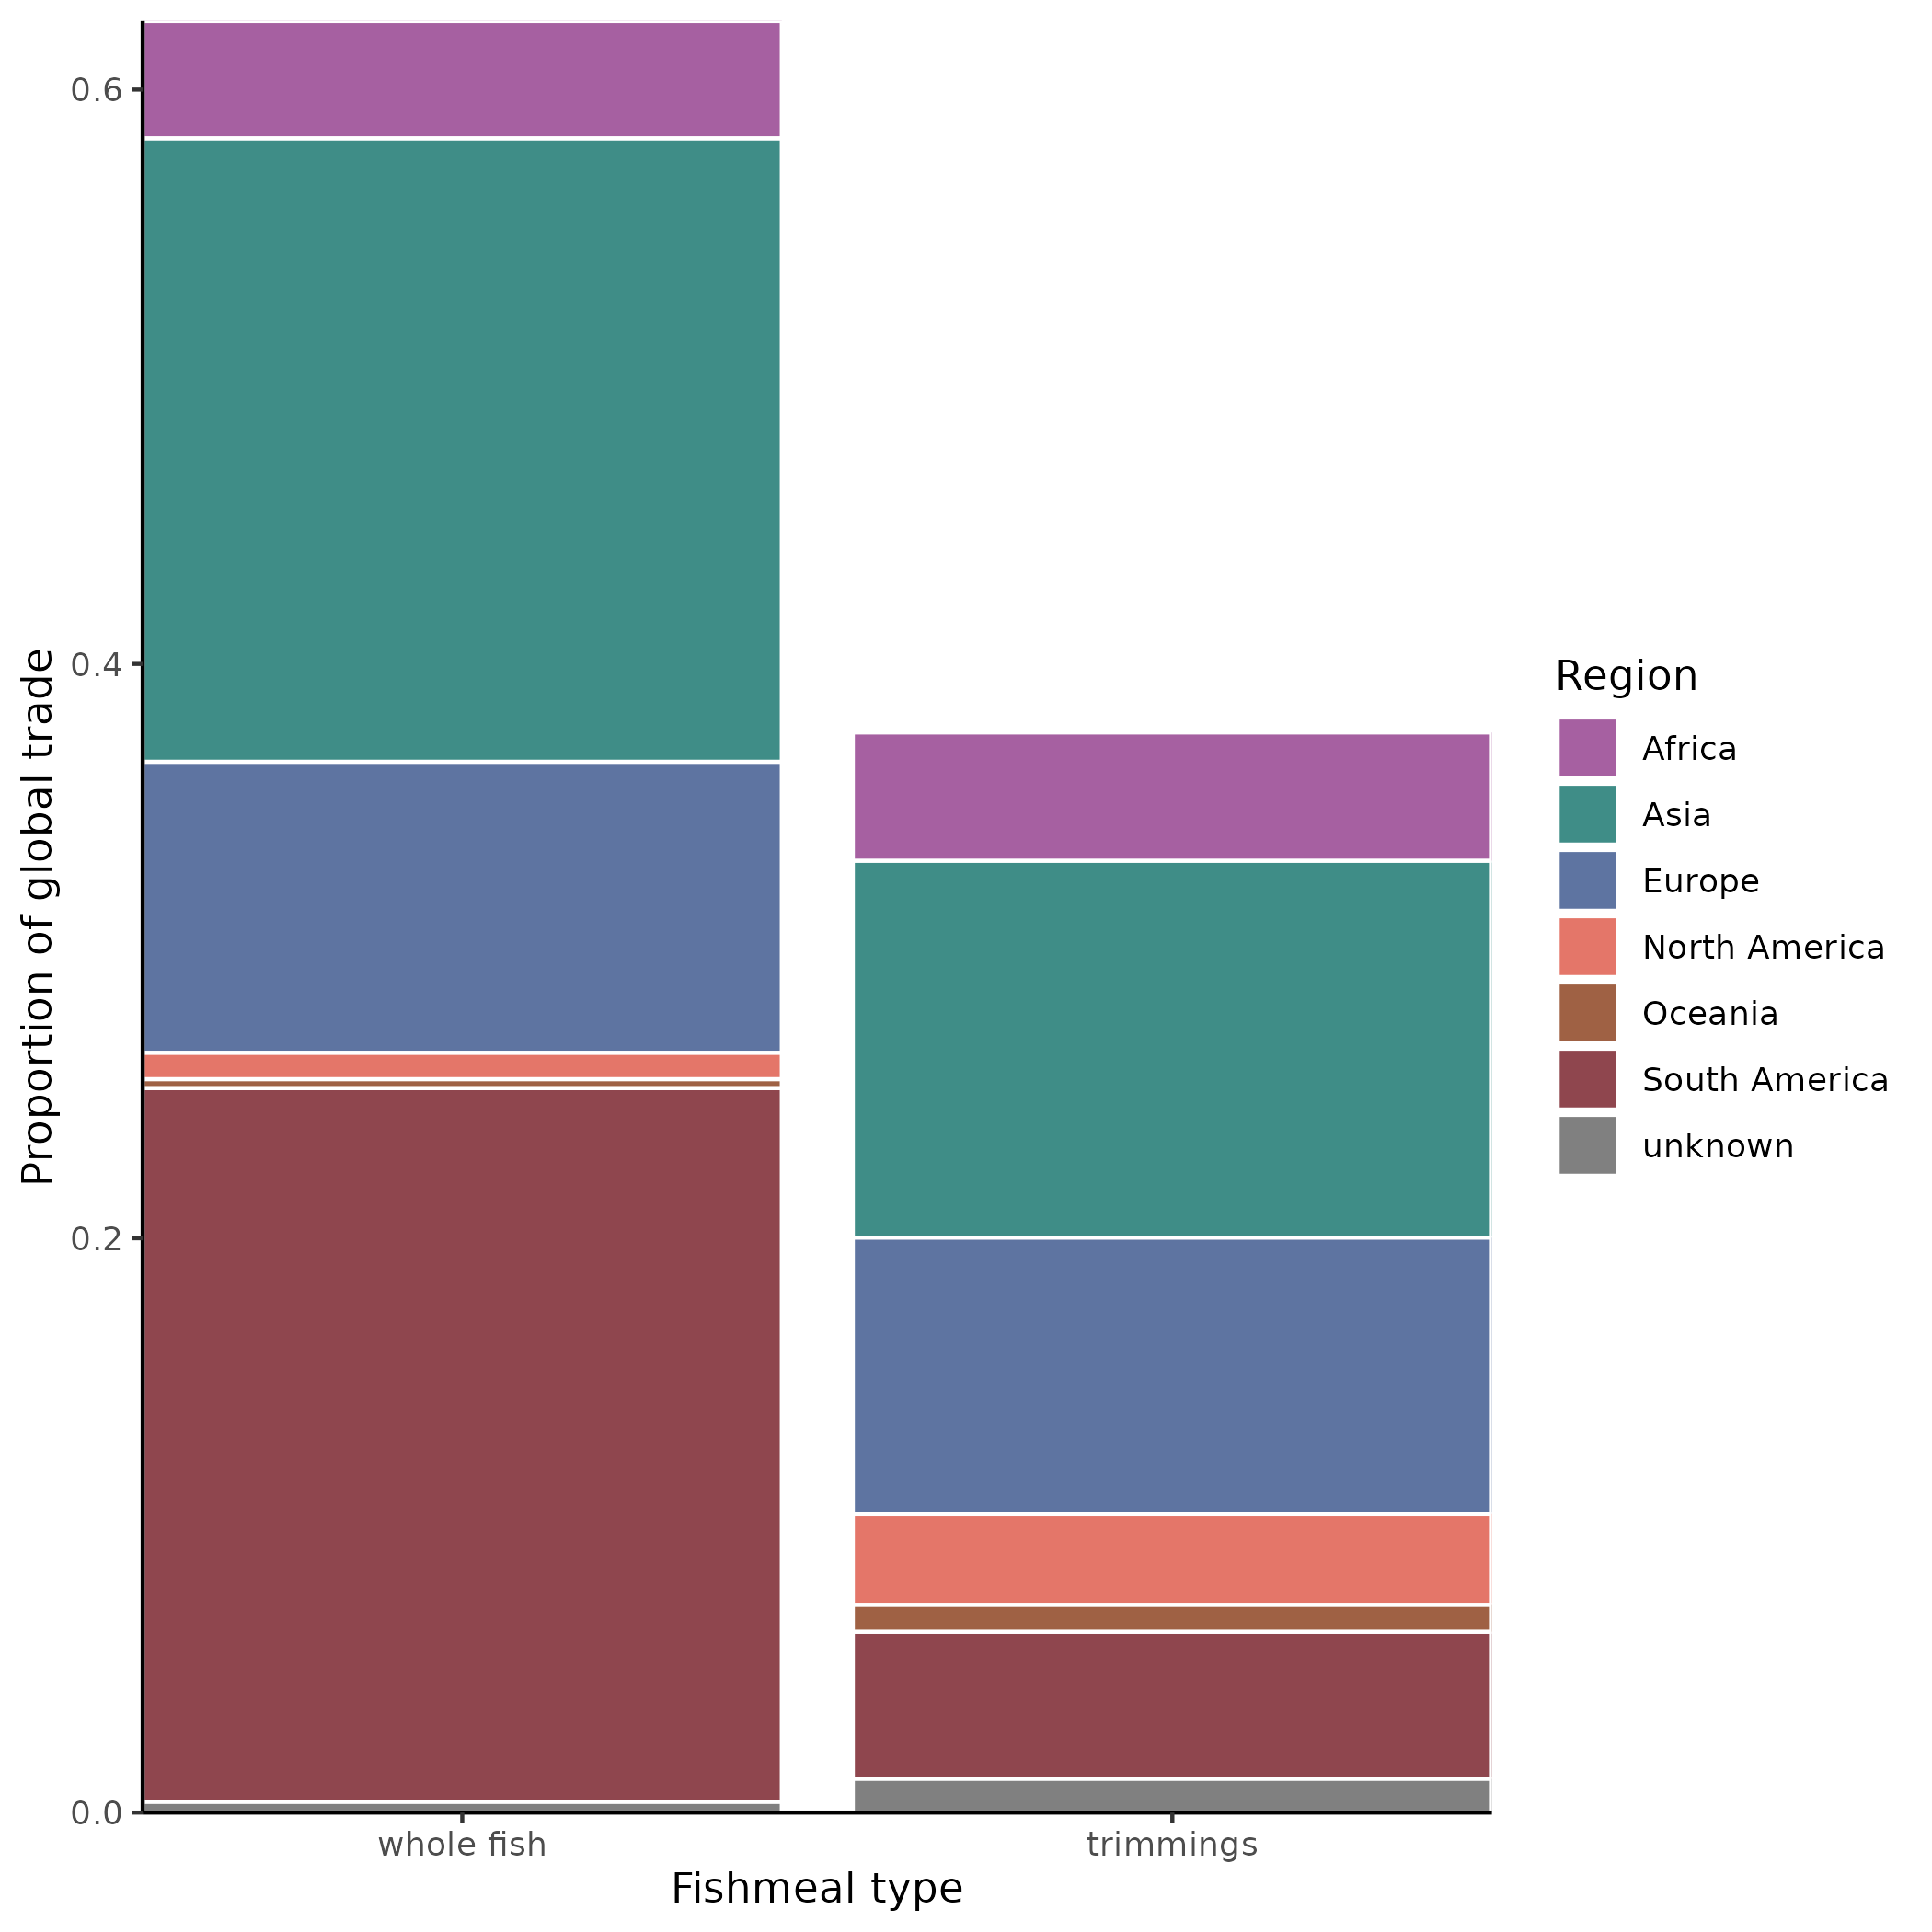 Proportion of global trade
0.6
0.4
0.2
0.0
whole fish
trimmings
Fishmeal type
Region
Africa
Asia
Europe
North America
Oceania
South America
unknown